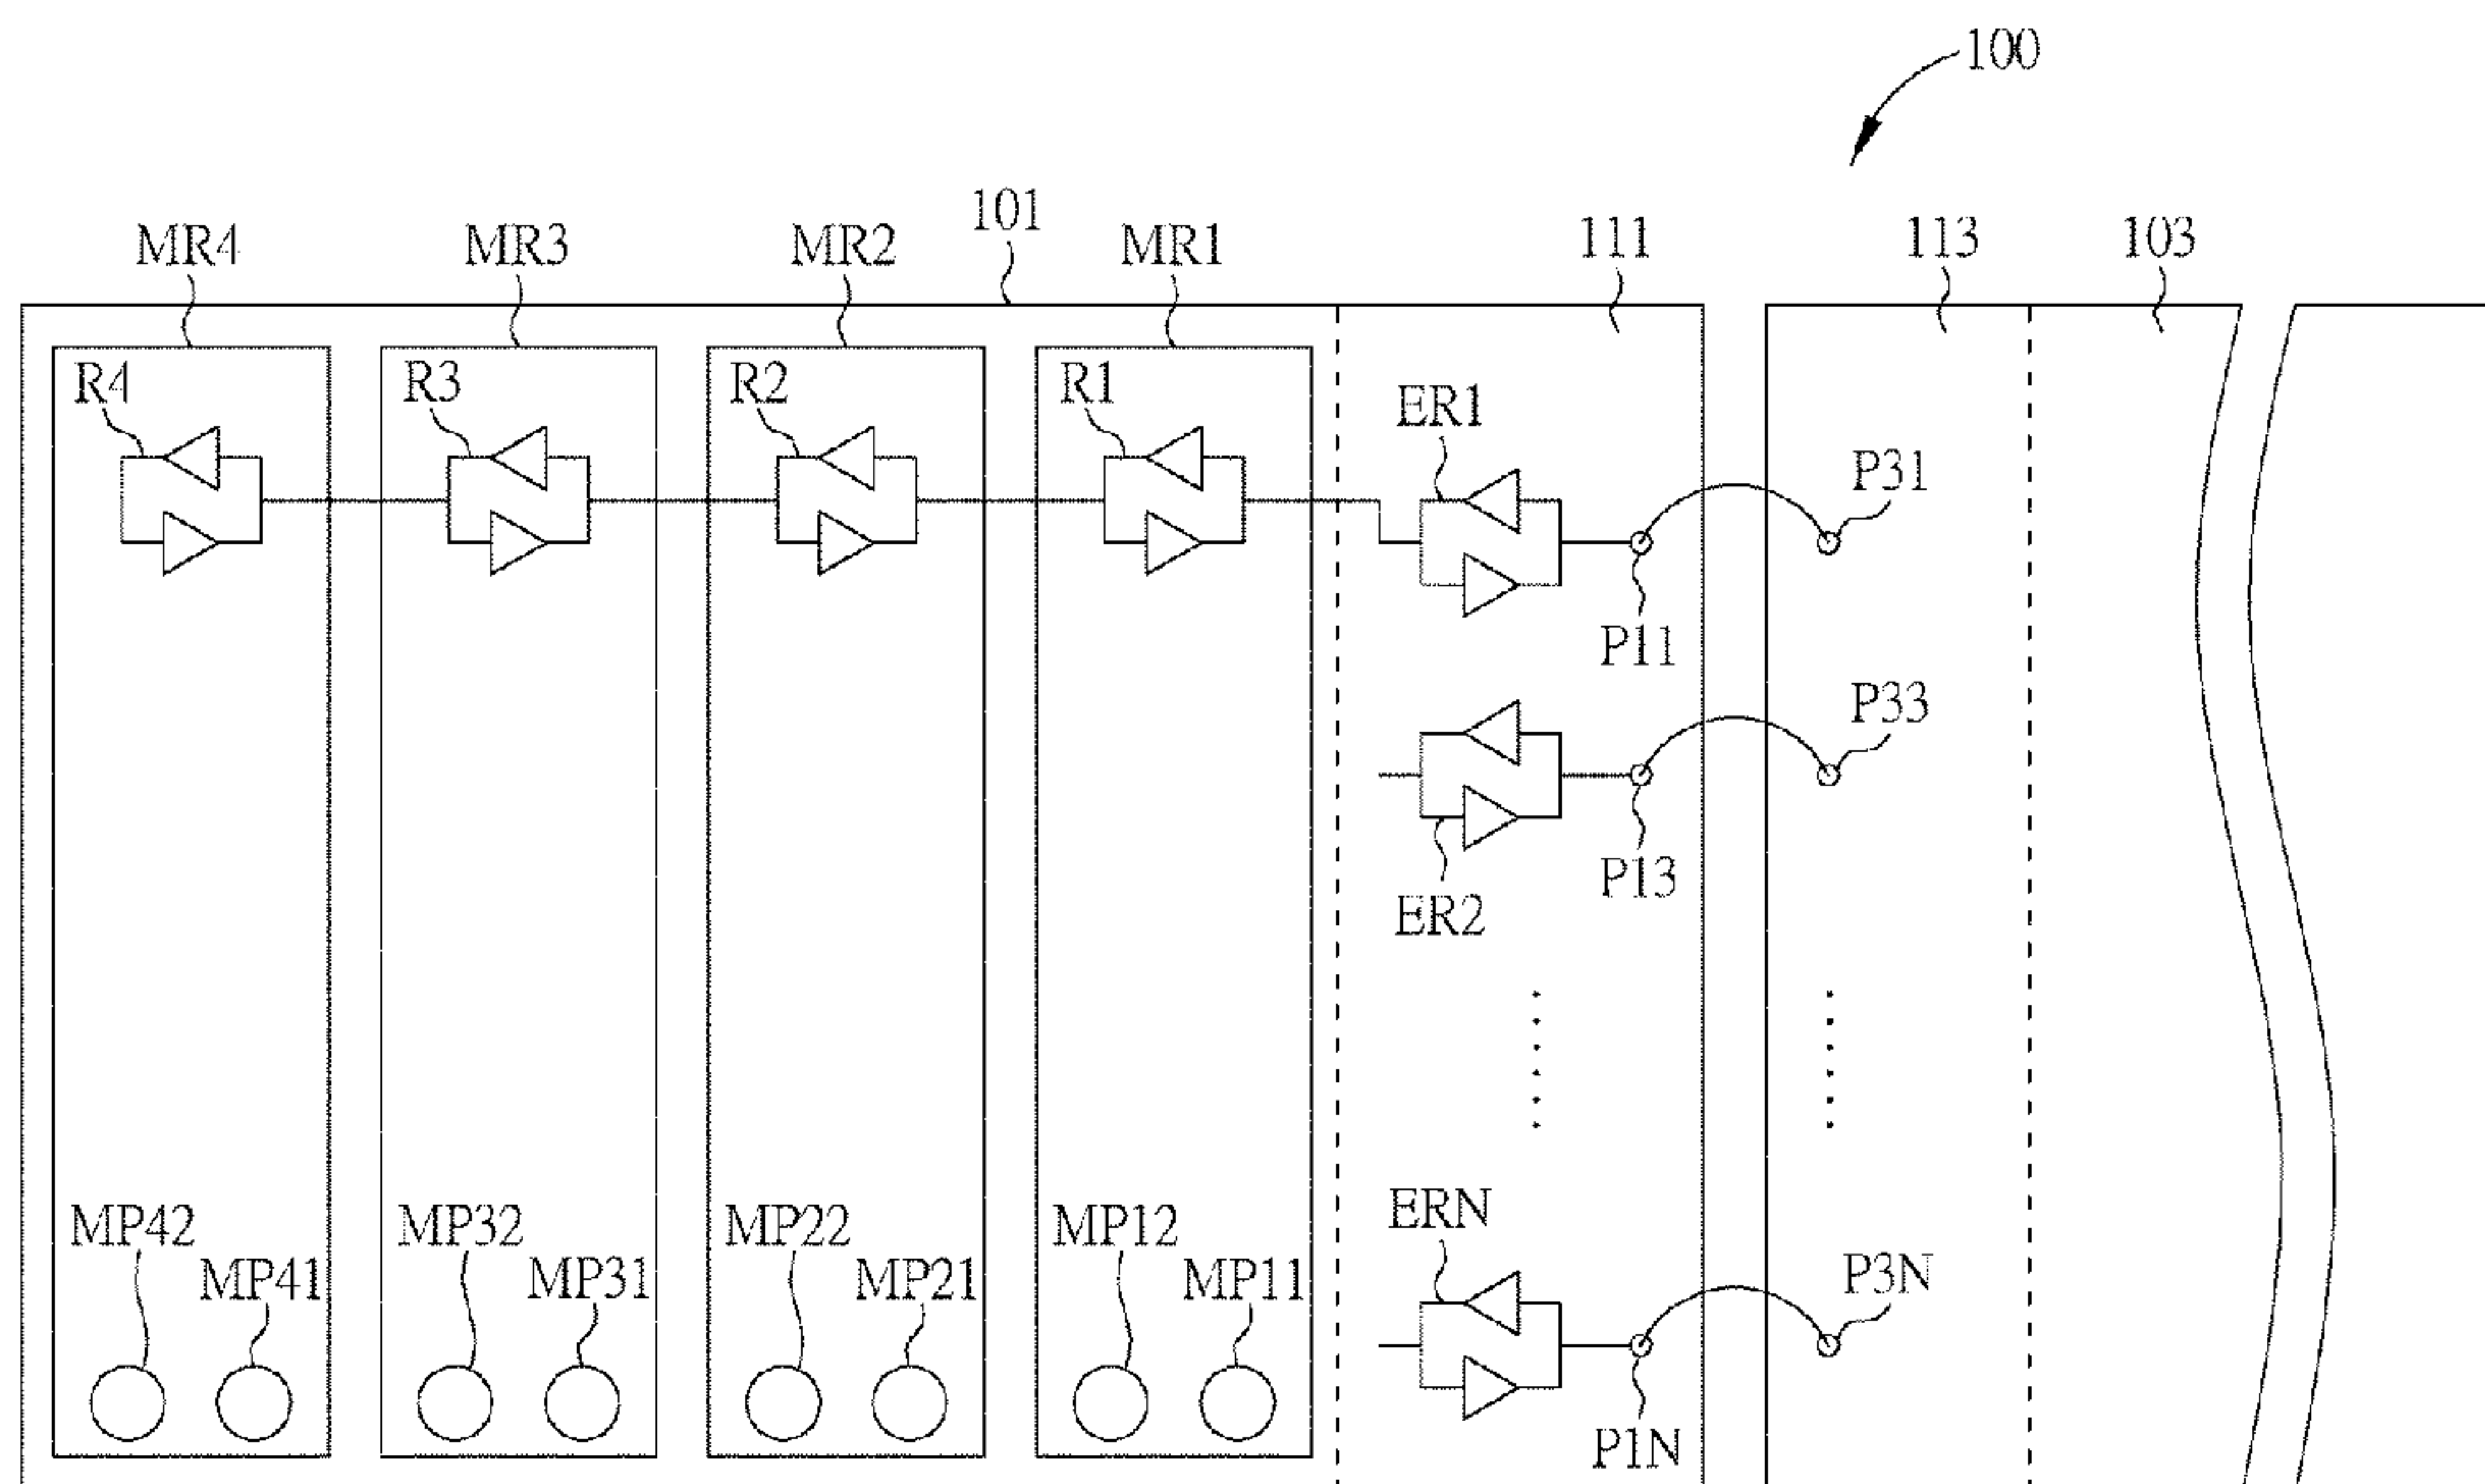 100
101
MR4 MR3 MR2 MR1 111 113 103
R4 R3 R2 R1
ER1
P31
P11
P33
P13
ER2
MP42 MP32 MP22 MP12 ERN
MP41 MP31 MP21 MP11 P3N
P1N